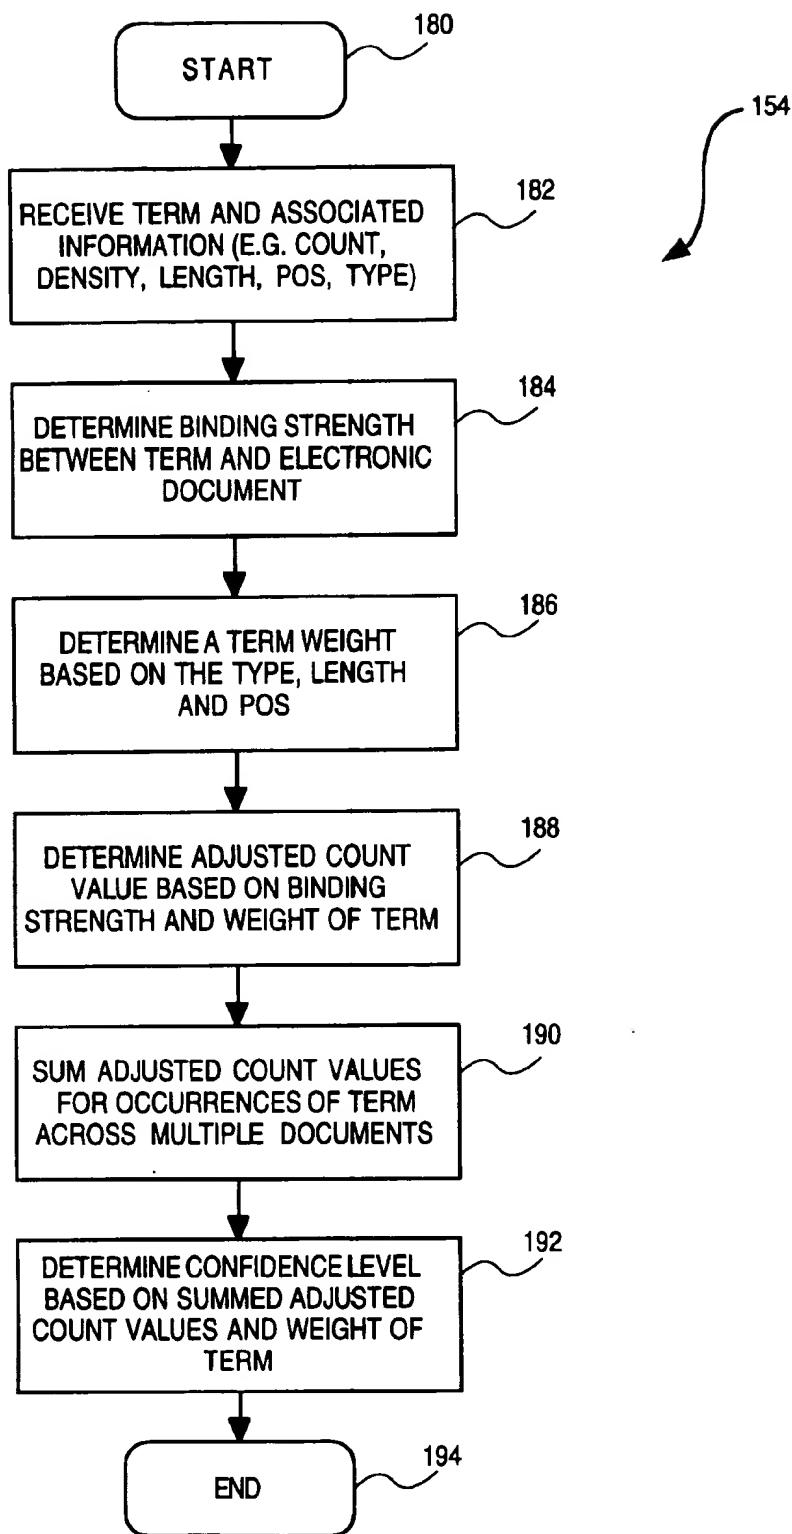 180
START
154
182
RECEIVE TERM AND ASSOCIATED
INFORMATION (E.G. COUNT,
DENSITY, LENGTH, POS, TYPE)
184
DETERMINE BINDING STRENGTH
BETWEEN TERM AND ELECTRONIC
DOCUMENT
186
DETERMINE A TERM WEIGHT
BASED ON THE TYPE, LENGTH
AND POS
188
DETERMINE ADJUSTED COUNT
VALUE BASED ON BINDING
STRENGTH AND WEIGHT OF TERM
190
SUM ADJUSTED COUNT VALUES
FOR OCCURRENCES OF TERM
ACROSS MULTIPLE DOCUMENTS
192
DETERMINE CONFIDENCE LEVEL
BASED ON SUMMED ADJUSTED
COUNT VALUES AND WEIGHT OF
TERM
194
END